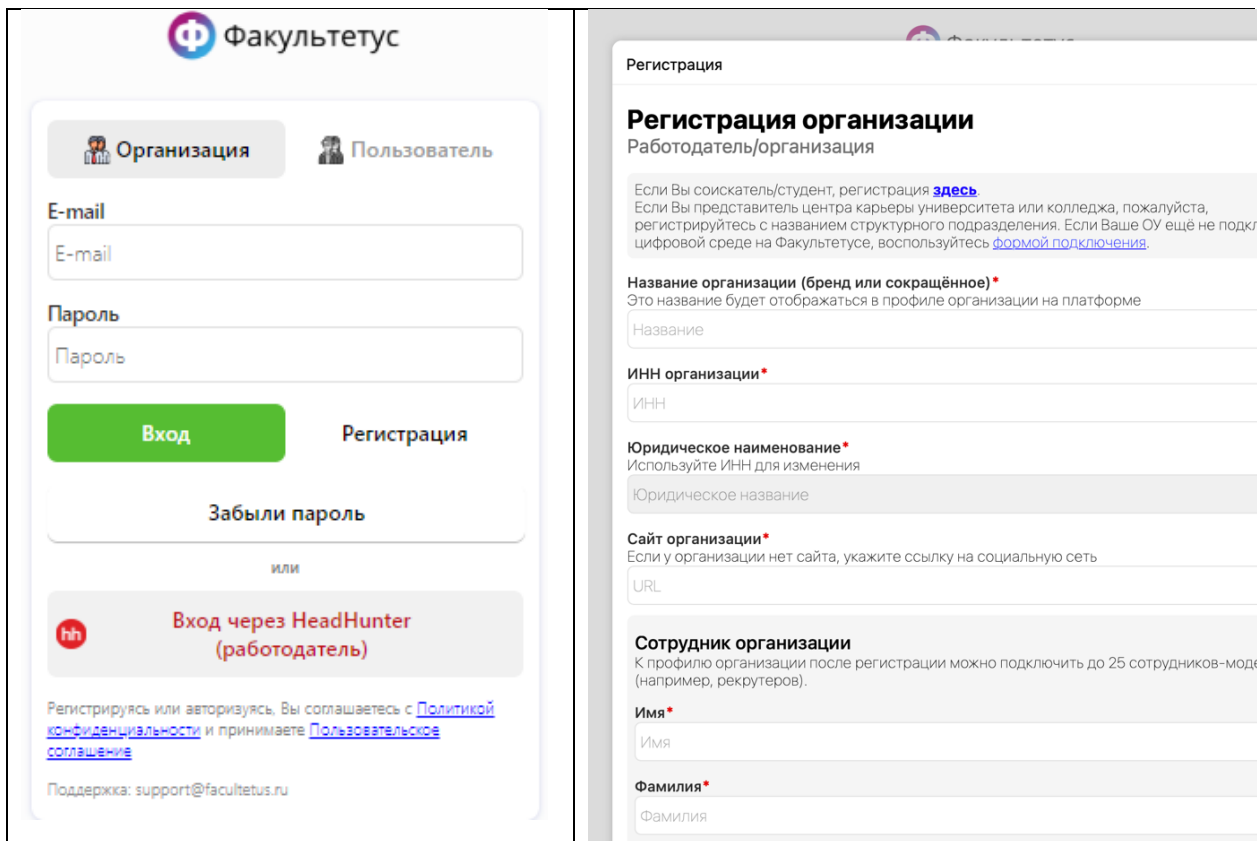 Факультетус
Организация
Пользователь
E-mail
E-mail
Пароль
Пароль
Вход
Регистрация
Забыли пароль
или
hh
Вход через HeadHunter
(работодатель)
Регистрируясь или авторизуясь, Вы соглашаетесь с Политикой
конфиденциальности и принимаете Пользовательское
соглашение
Поддержка: support@facultetus.ru
Регистрация
Регистрация организации
Работодатель/организация
Если Вы соискатель/студент, регистрация здесь.
Если Вы представитель центра карьеры университета или колледжа, пожалуйста,
регистрируйтесь с названием структурного подразделения. Если Ваше ОУ ещё не подкл
цифровой среде на Факультетусе, воспользуйтесь формой подключения.
Название организации (бренд или сокращённое)*
Это название будет отображаться в профиле организации на платформе
Название
ИНН организации*
ИНН
Юридическое наименование*
Используйте ИНН для изменения
Юридическое название
Сайт организации*
Если у организации нет сайта, укажите ссылку на социальную сеть
URL
Сотрудник организации
К профилю организации после регистрации можно подключить до 25 сотрудников-моде
(например, рекрутеров).
Имя*
Имя
Фамилия*
Фамилия